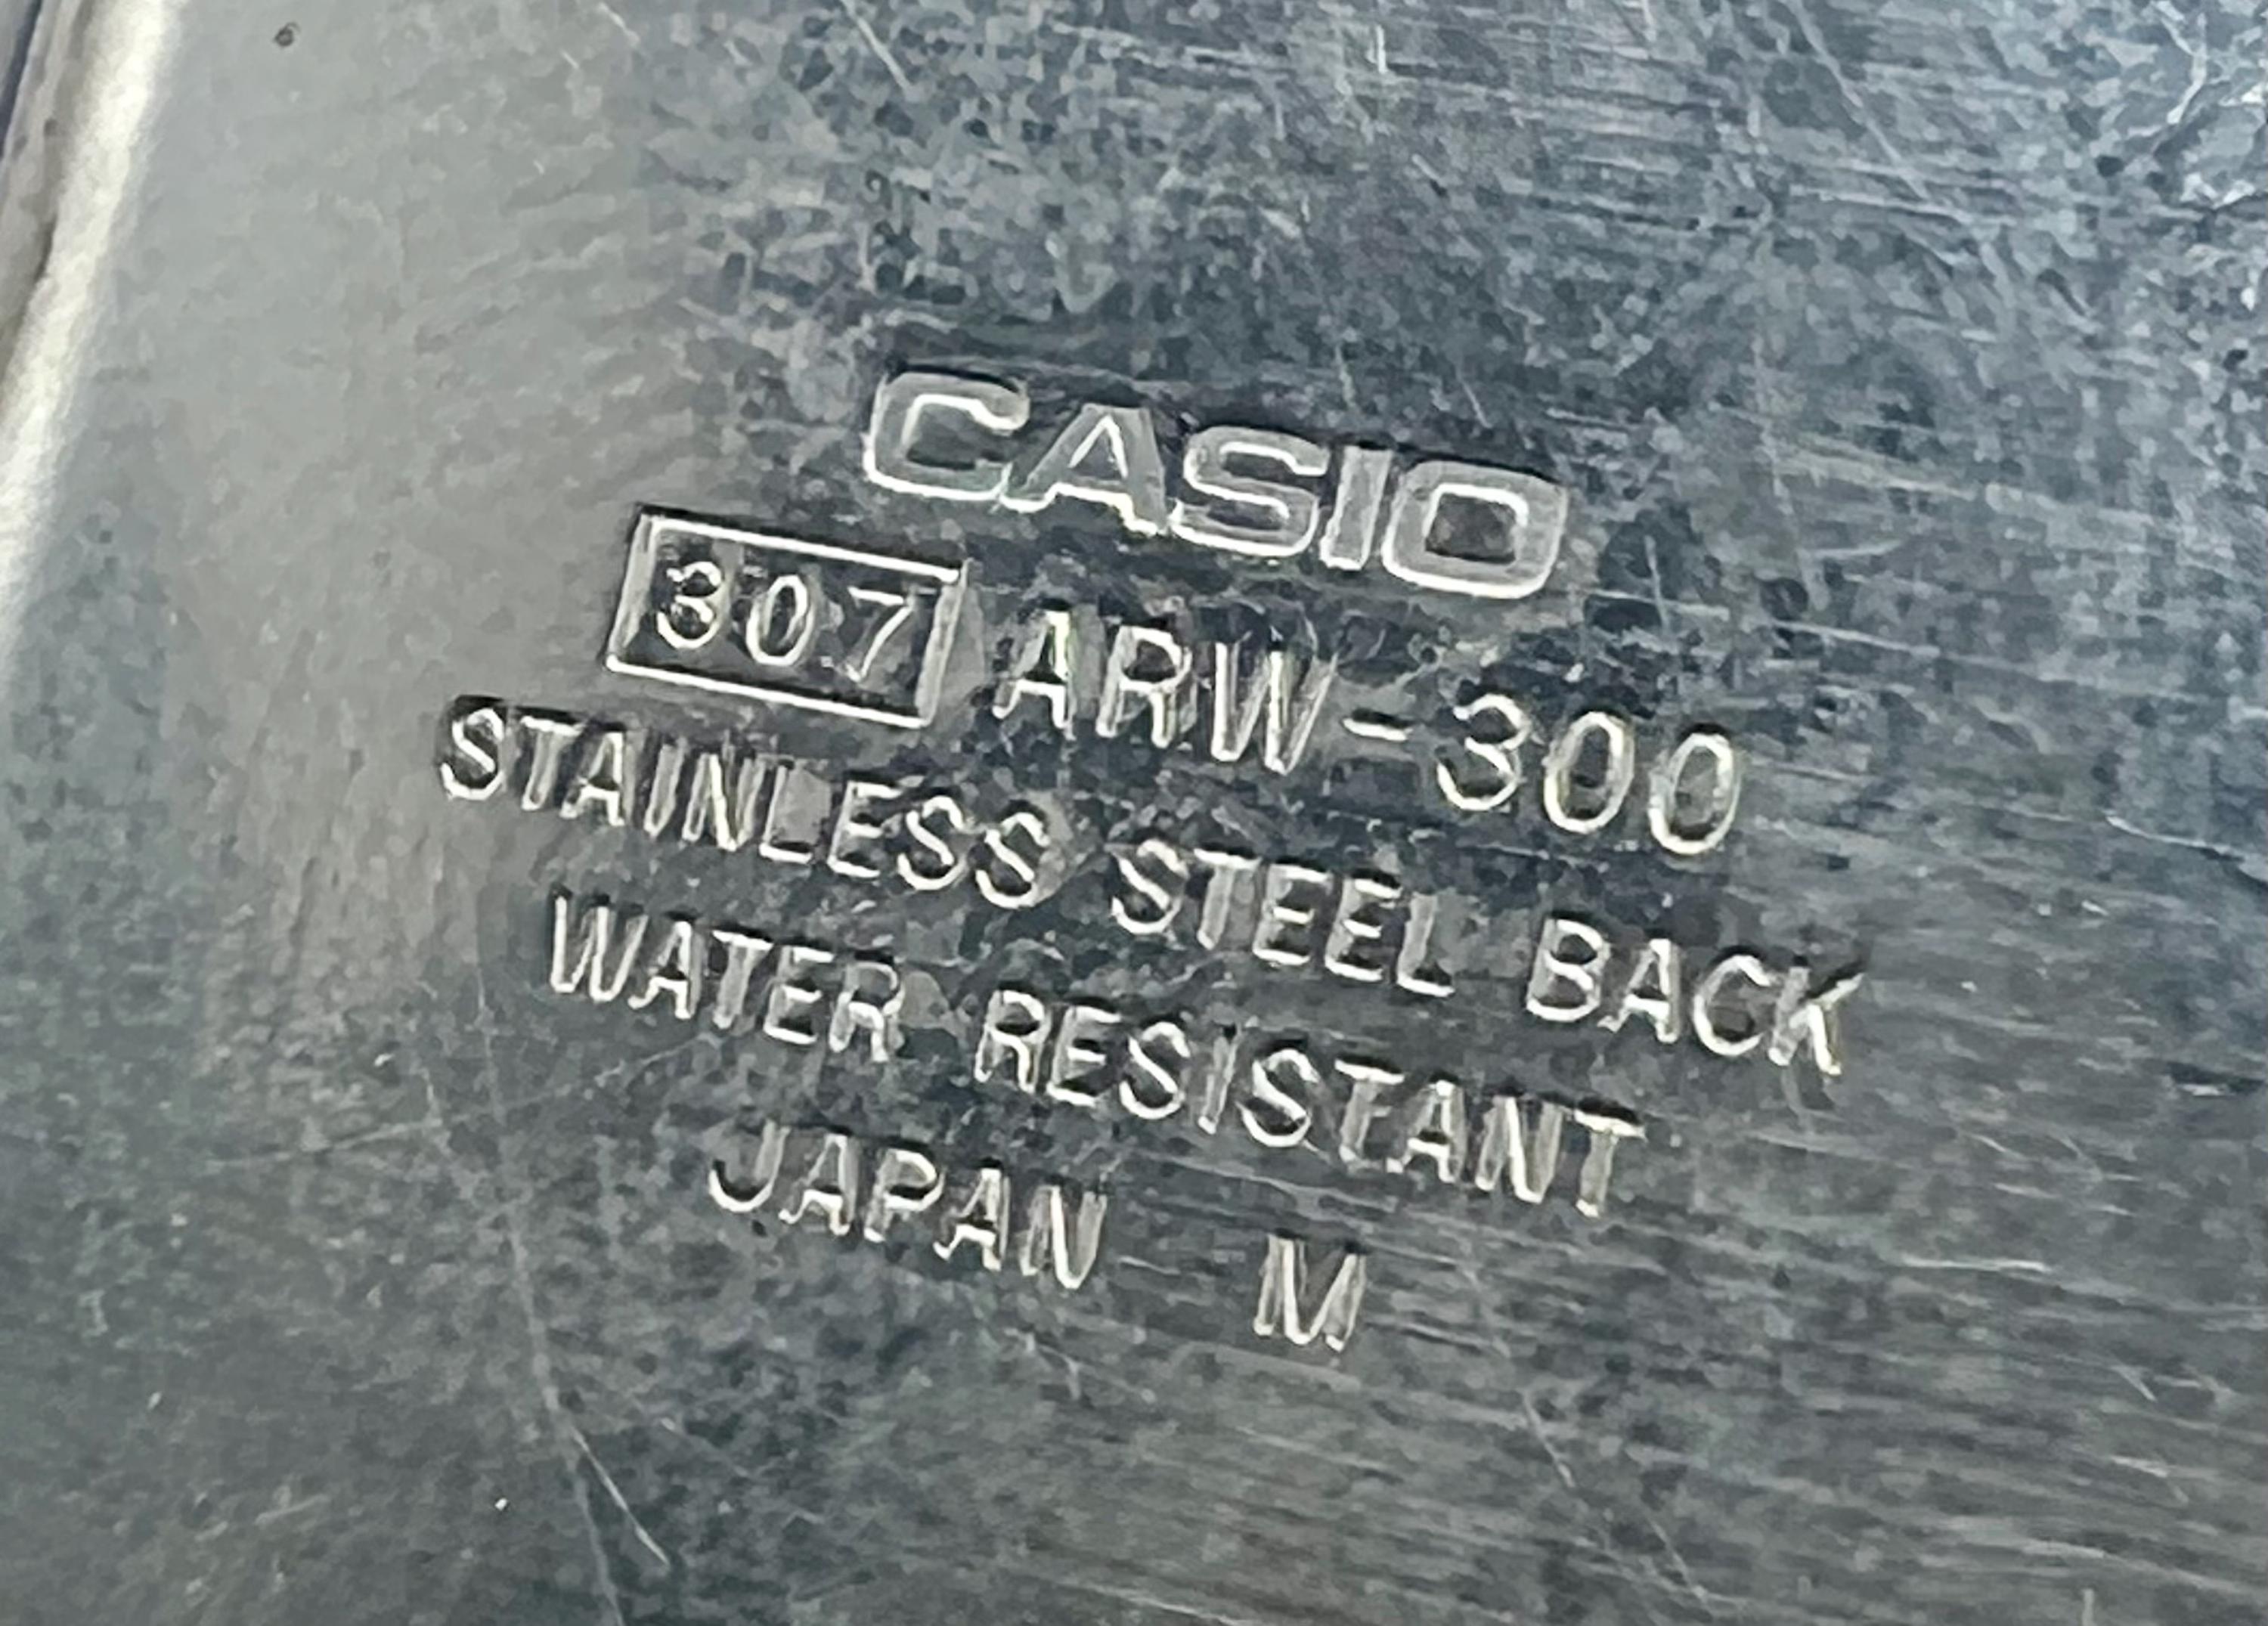 CASIO
307 ARW-300
STAINLESS STEEL BACK
WATER RESISTANT
JAPAN M